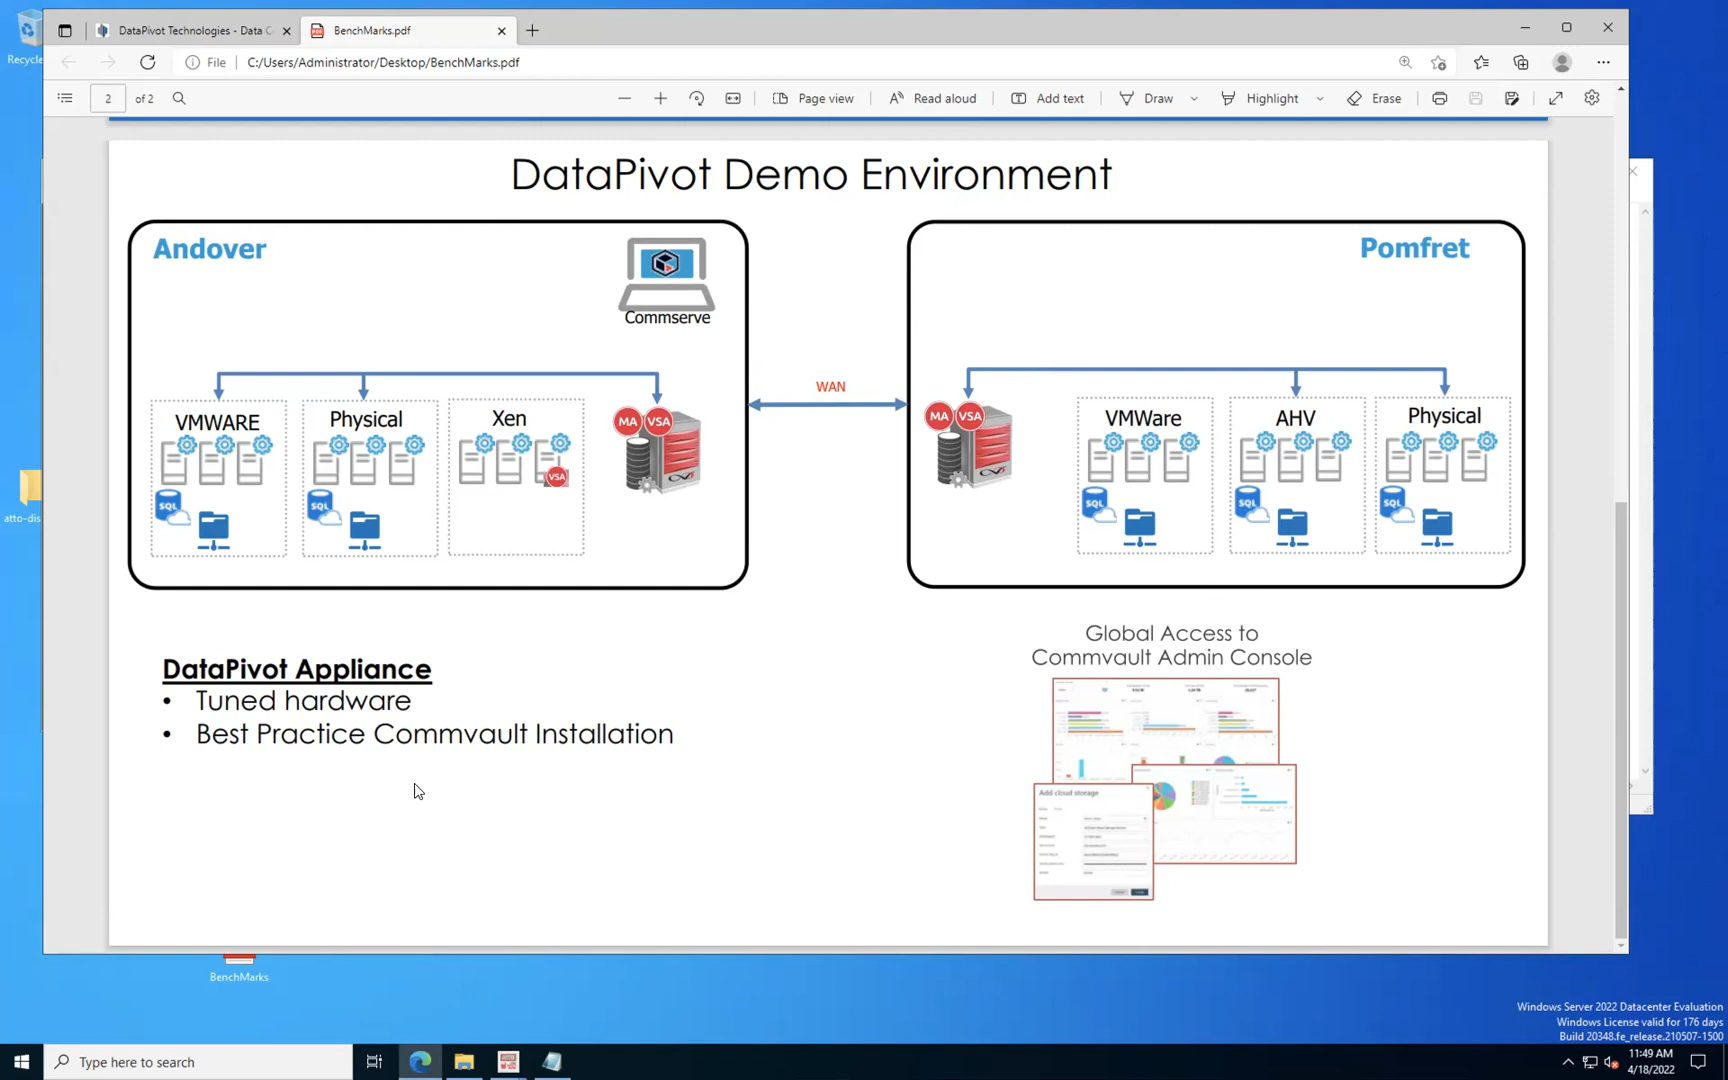 Recycle
DataPivot Technologies - Data C
BenchMarks.pdf
File
C:/Users/Administrator/Desktop/BenchMarks.pdf
2 of 2
Page view
Read aloud
Add text
Draw
Highlight
Erase
DataPivot Demo Environment
Andover
Commserve
Pomfret
WAN
VMWARE
Physical
Xen
MA VSA
SQL
SQL
VSA
MA VSA
VMWare
AHV
Physical
SQL
SQL
SQL
atto-dis
Global Access to
Commvault Admin Console
DataPivot Appliance
• Tuned hardware
• Best Practice Commvault Installation
Add cloud storage
BenchMarks
Windows Server 2022 Datacenter Evaluation
Windows License valid for 176 days
Build 20348.fe_release.210507-1500
Type here to search
11:49 AM
4/18/2022